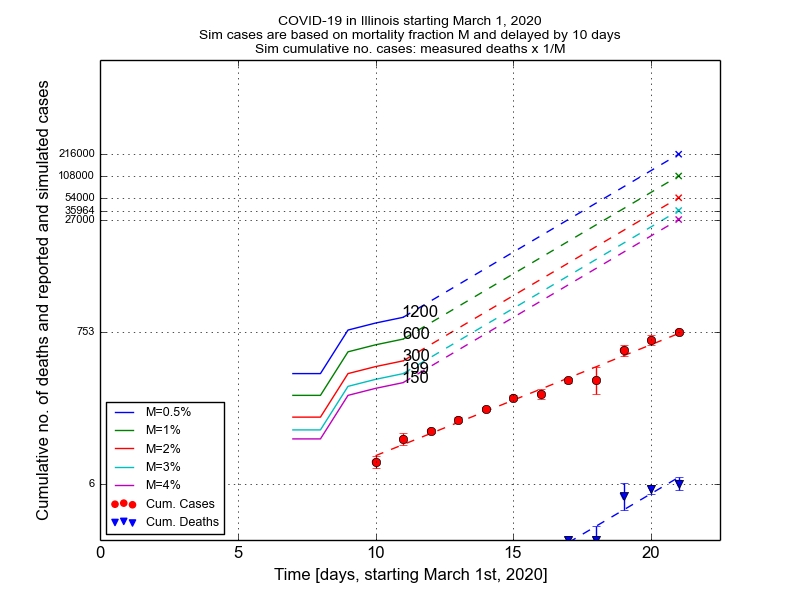 COVID-19 in Illinois starting March 1, 2020
Sim cases are based on mortality fraction M and delayed by 10 days
Sim cumulative no. cases: measured deaths x 1/M
Cumulative no. of deaths and reported and simulated cases
216000
108000
54000
35964
27000
753
6
1200
600
300
199
150
M=0.5%
M=1%
M=2%
M=3%
M=4%
Cum. Cases
Cum. Deaths
0 5 10 15 20
Time [days, starting March 1st, 2020]